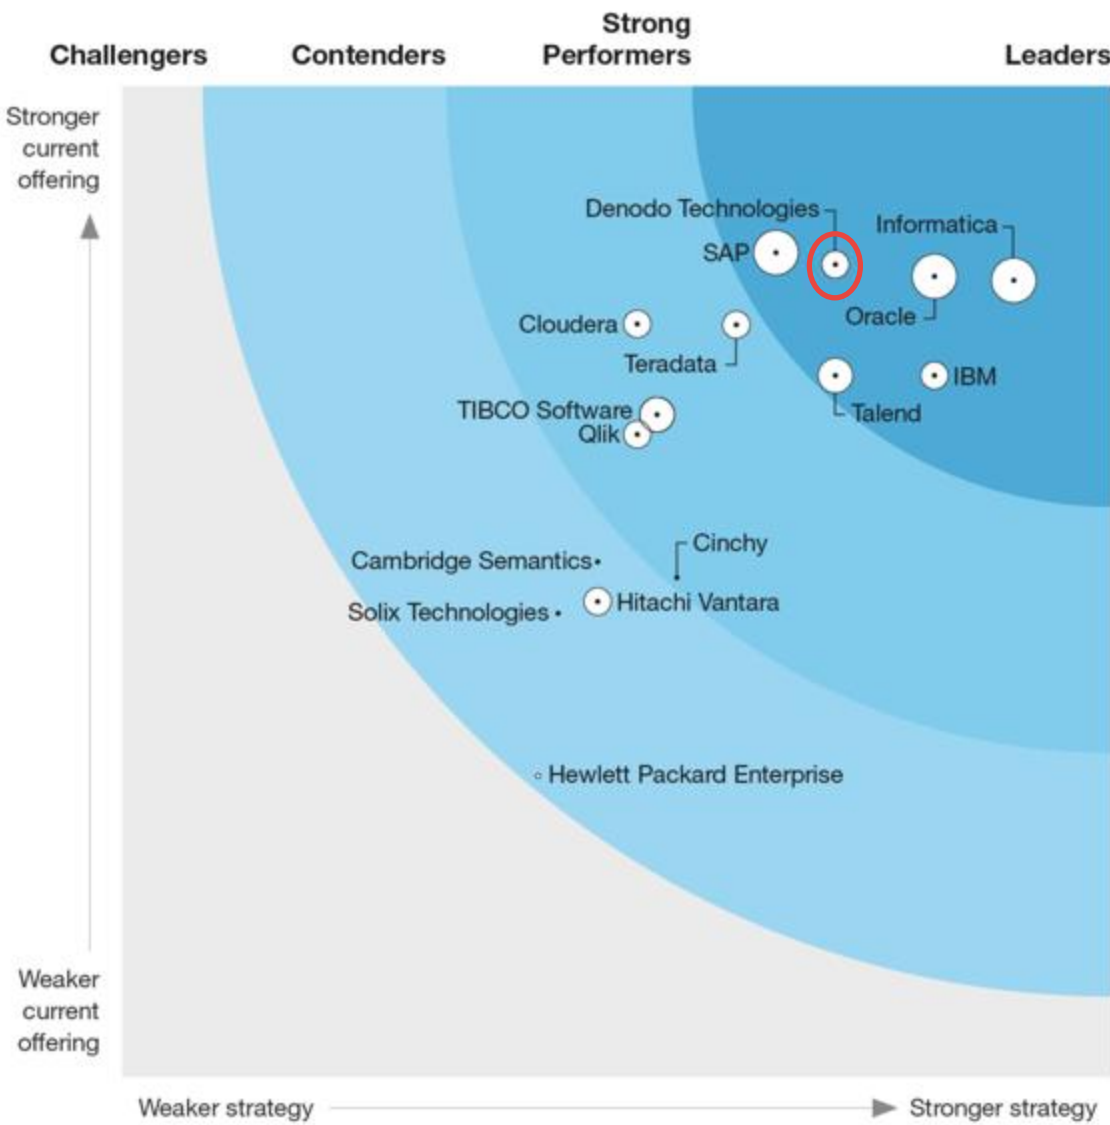 Challengers
Contenders
Strong
Performers
Leaders
Stronger
current
offering
Denodo Technologies
Informatica
SAP
Oracle
Cloudera
Teradata
IBM
TIBCO Software
Talend
Qlik
Cinchy
Cambridge Semantics
Hitachi Vantara
Solix Technologies
Hewlett Packard Enterprise
Weaker
current
offering
Weaker strategy
Stronger strategy